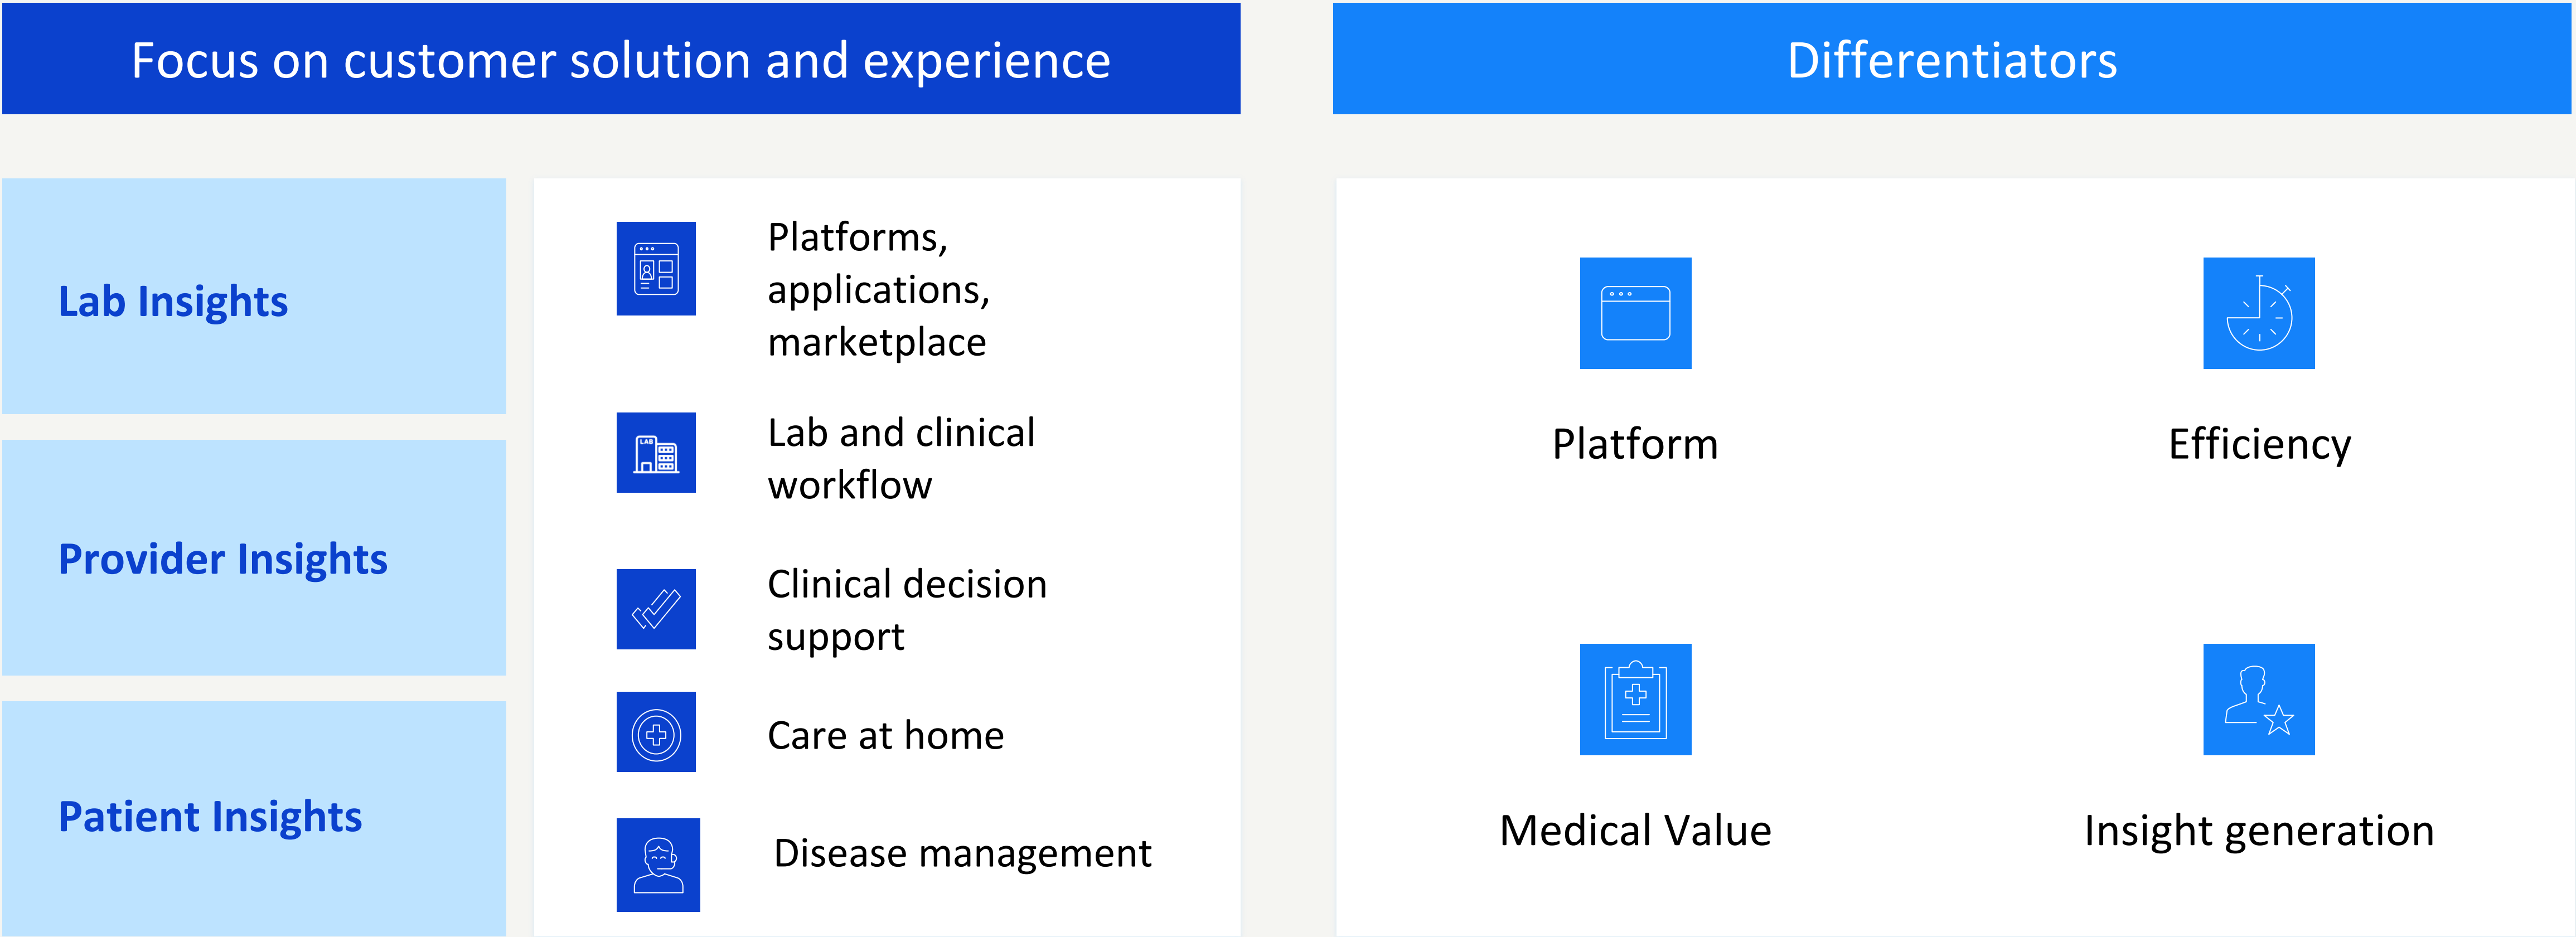 Focus on customer solution and experience
Lab Insights
Provider Insights
Patient Insights
Platforms,
applications,
marketplace
LAB
Lab and clinical
workflow
Clinical decision
support
Care at home
Disease management
Differentiators
Platform
Efficiency
Medical Value
Insight generation